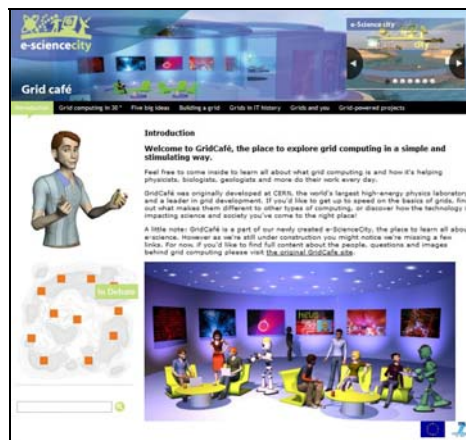 e-sciencecity
e-Science city
city
Grid café
Introduction Grid computing in 30" Five big ideas Building a grid Grids in IT history Grids and you Grid-powered projects
Introduction
Welcome to GridCafé, the place to explore grid computing in a simple and
stimulating way.
Feel free to come inside to learn all about what grid computing is and how it's helping
physicists, biologists, geologists and more do their work every day.
GridCafé was originally developed at CERN, the world's largest high-energy physics laboratory
and a leader in grid development. If you'd like to get up to speed on the basics of grids, fin
out what makes them different to other types of computing, or discover how the technology i
impacting science and society you've come to the right place!
A little note: GridCafé is a part of our newly created e-ScienceCity, the place to learn all abou
e-science. However as we're still under construction you might notice we're missing a few
links. For now, if you'd like to find full content about the people, questions and images
behind grid computing please visit the original GridCafe site.
In Debate